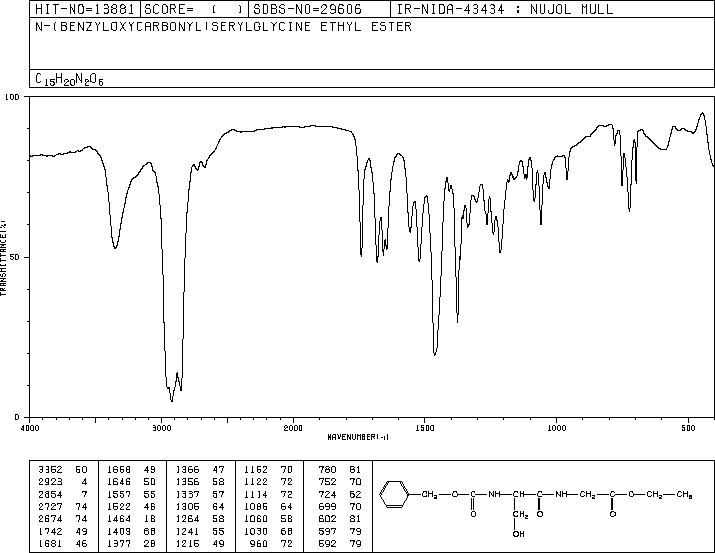 HIT-NO=13881 SCORE= ( ) SDBS-NO=29606 IR-NIDA-43434 : NUJOL MULL
N-(BENZYLOXYCARBONYL)SERYLGLYCINE ETHYL ESTER
C15H20N2O6
100
50
0
TRANSMITTANCE(%)
4000 3000 2000 1500 1000 500
WAVENUMBER(-1)
3352 50 1658 49 1366 47 1152 70 780 81
2923 4 1646 50 1356 58 1122 72 752 70
2854 7 1557 55 1337 57 1114 72 724 62
2727 74 1522 46 1305 64 1086 64 699 70
2674 74 1464 18 1264 58 1060 58 602 81
1742 49 1409 68 1241 55 1030 68 597 79
1681 46 1377 28 1215 49 960 72 592 79
CH2 O C NH CH C NH CH2 C O CH2 CH3
O CH2 O O
OH